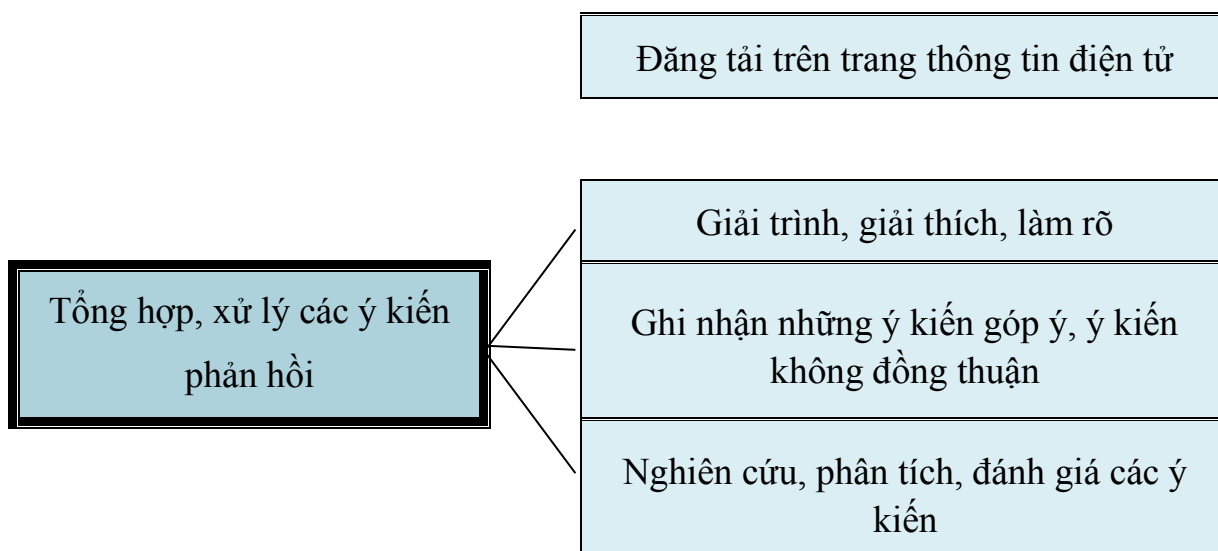 Đăng tải trên trang thông tin điện tử
Tổng hợp, xử lý các ý kiến
phản hồi
Giải trình, giải thích, làm rõ
Ghi nhận những ý kiến góp ý, ý kiến
không đồng thuận
Nghiên cứu, phân tích, đánh giá các ý
kiến